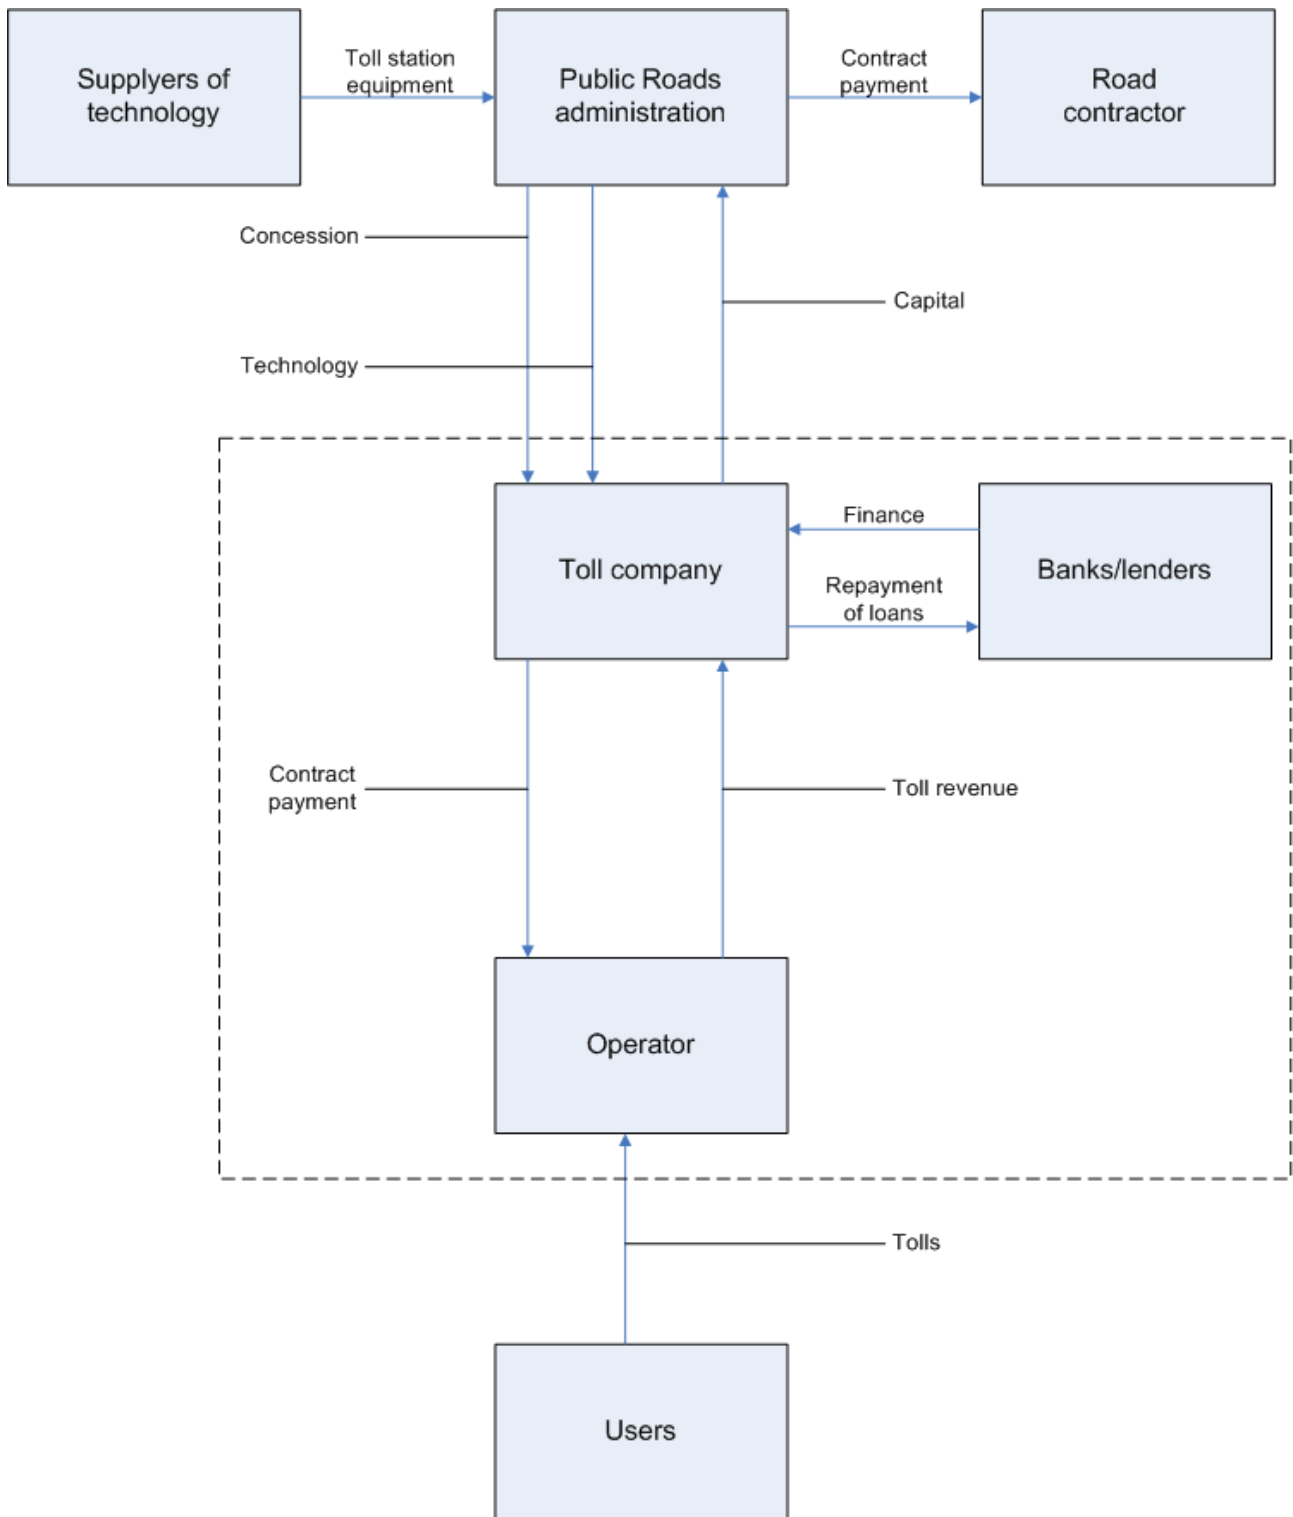 Supplyers of
technology
Toll station
equipment
Public Roads
administration
Contract
payment
Road
contractor
Concession
Capital
Technology
Toll company
Finance
Repayment
of loans
Banks/lenders
Contract
payment
Toll revenue
Operator
Tolls
Users